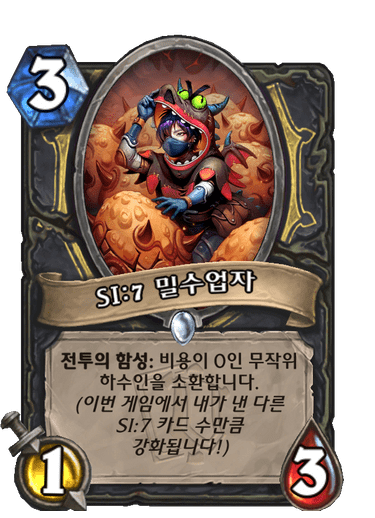 3
SI:7 밀수업자
전투의 함성: 비용이 0인 무작위
하수인을 소환합니다.
(이번 게임에서 내가 낸 다른
SI:7 카드 수만큼
강화됩니다!)
1
3